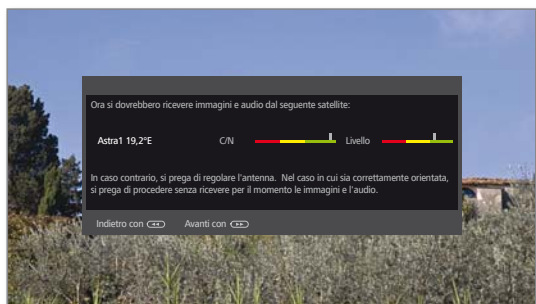 Ora si dovrebbero ricevere immagini e audio dal seguente satellite:
Astra1 19,2°E C/N Livello
In caso contrario, si prega di regolare l'antenna. Nel caso in cui sia correttamente orientata,
si prega di procedere senza ricevere per il momento le immagini e l'audio.
Indietro con Avanti con